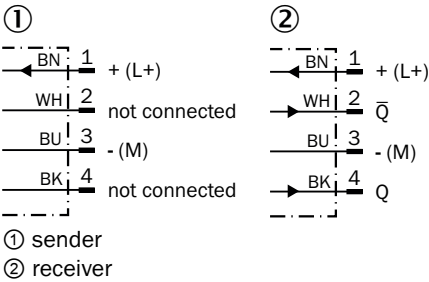 ① ②
BN 1 + (L+)
WH 2 not connected
BU 3 - (M)
BK 4 not connected
BN 1 + (L+)
WH 2 Q̅
BU 3 - (M)
BK 4 Q
① sender
② receiver